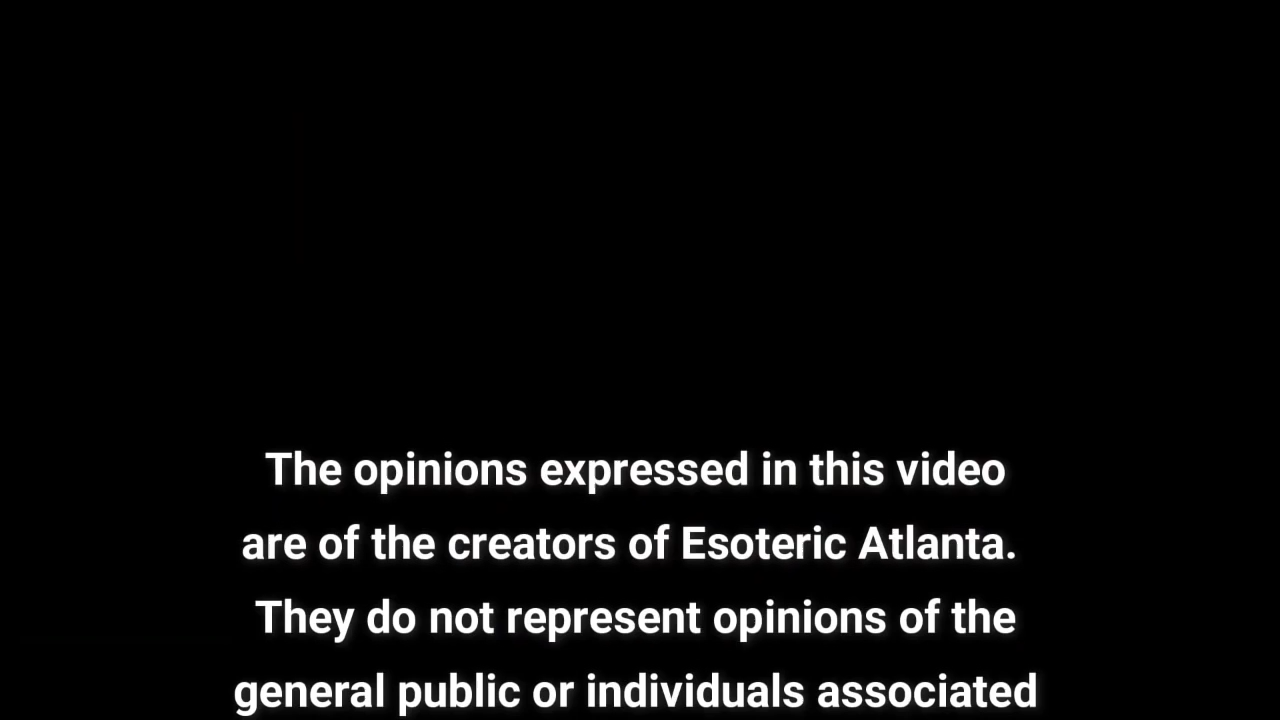 The opinions expressed in this video
are of the creators of Esoteric Atlanta.
They do not represent opinions of the
general public or individuals associated